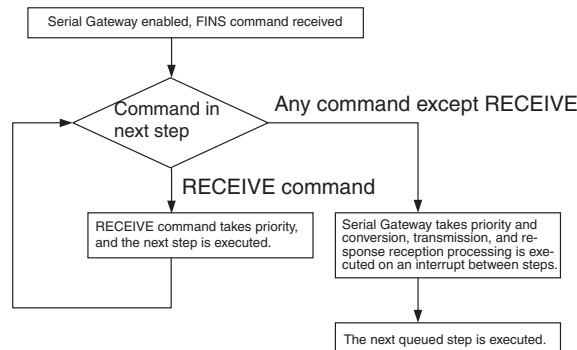 Serial Gateway enabled, FINS command received
Command in
next step
Any command except RECEIVE
RECEIVE command
RECEIVE command takes priority,
and the next step is executed.
Serial Gateway takes priority and
conversion, transmission, and re-
sponse reception processing is exe-
cuted on an interrupt between steps.
The next queued step is executed.